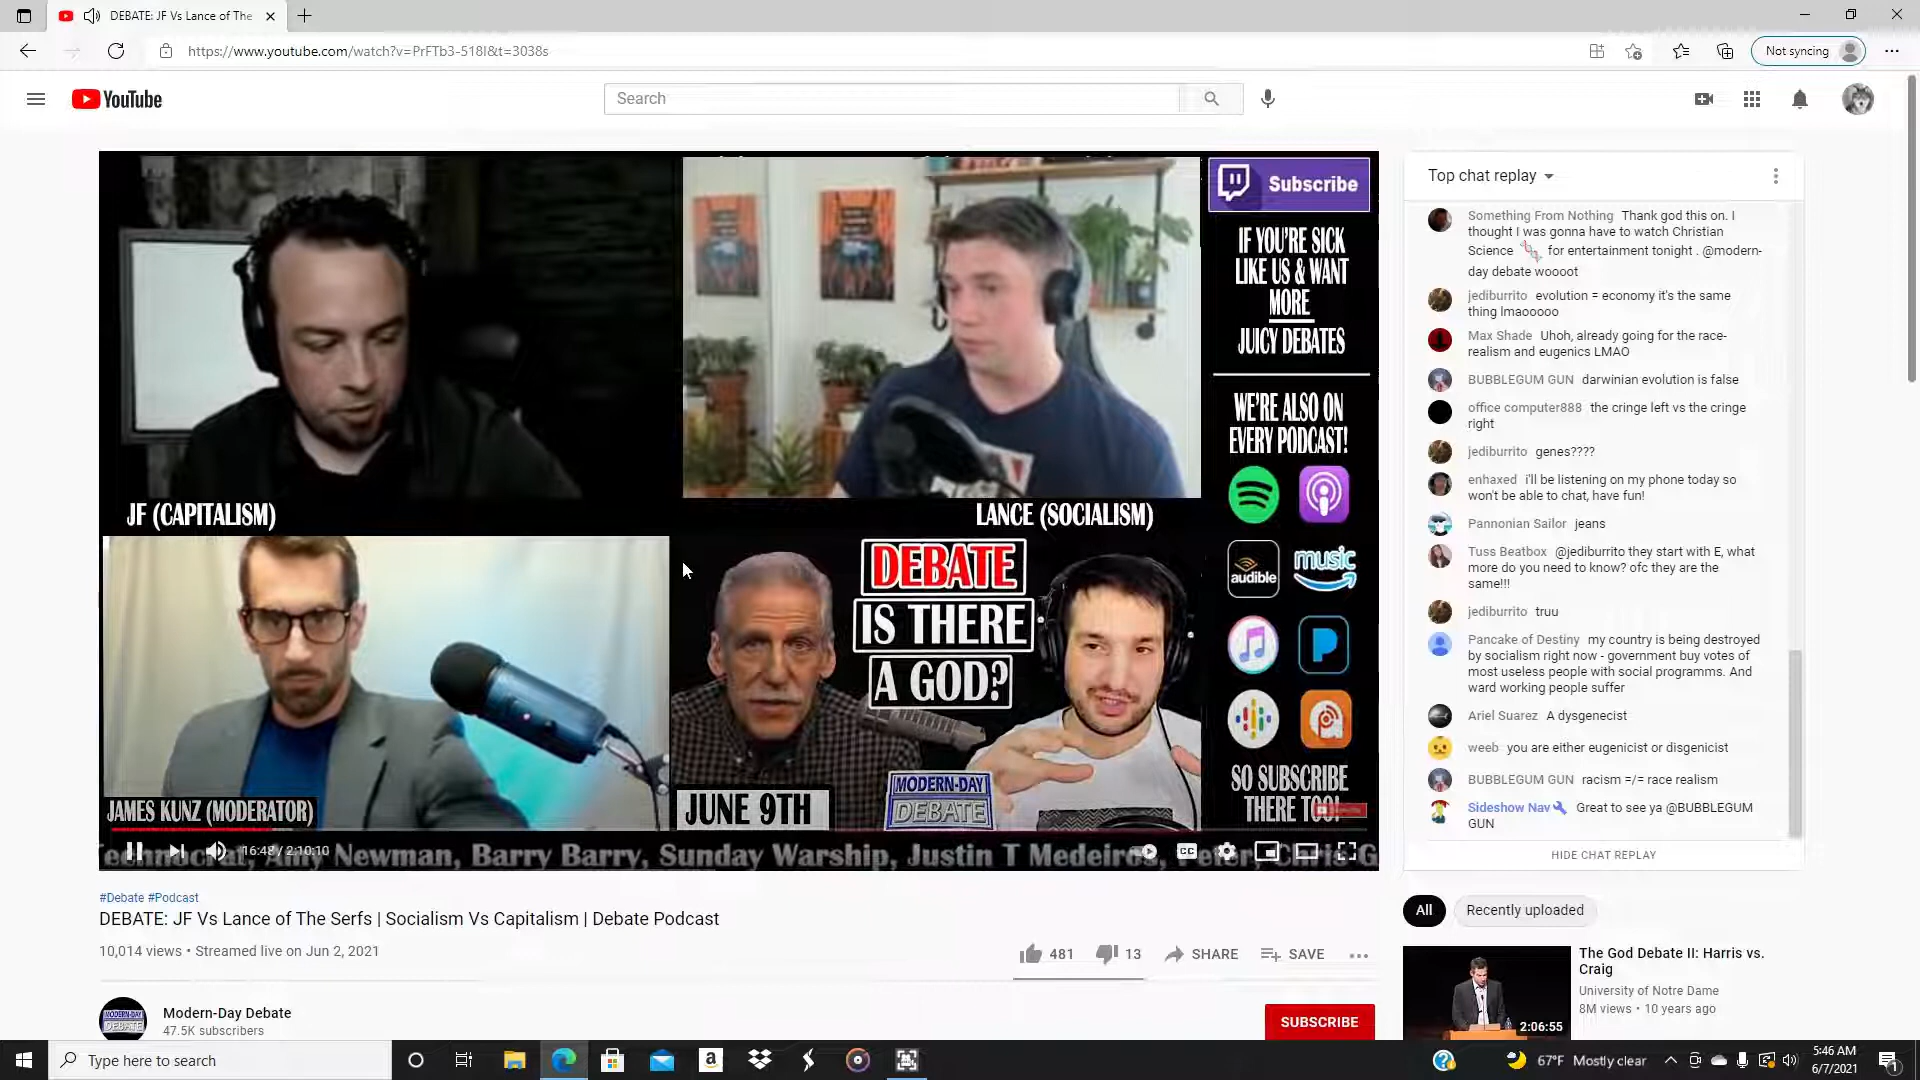 DEBATE: JF Vs Lance of The
https://www.youtube.com/watch?v=PrFTb3-518I&t=3038s
Not syncing
YouTube
Search
Subscribe
IF YOU'RE SICK
LIKE US & WANT
MORE
JUICY DEBATES
WE'RE ALSO ON
EVERY PODCAST!
audible
music
SO SUBSCRIBE
THERE TOO!
JF (CAPITALISM)
LANCE (SOCIALISM)
DEBATE
IS THERE
A GOD?
MODERN-DAY
DEBATE
JUNE 9TH
JAMES KUNZ (MODERATOR)
16:48 / 2:10:10
Newman, Barry Barry, Sunday Warship, Justin T Medeiros, Peter, Chris G
CC
Top chat replay
Something From Nothing Thank god this on. I
thought I was gonna have to watch Christian
Science for entertainment tonight . @modern-
day debate woooot
jediburrito evolution = economy it's the same
thing lmaooooo
Max Shade Uhoh, already going for the race-
realism and eugenics LMAO
BUBBLEGUM GUN darwinian evolution is false
office computer888 the cringe left vs the cringe
right
jediburrito genes????
enhaxed i'll be listening on my phone today so
won't be able to chat, have fun!
Pannonian Sailor jeans
Tuss Beatbox @jediburrito they start with E, what
more do you need to know? ofc they are the
same!!!
jediburrito truu
Pancake of Destiny my country is being destroyed
by socialism right now - government buy votes of
most useless people with social programms. And
ward working people suffer
Ariel Suarez A dysgenecist
weeb you are either eugenicist or disgenicist
BUBBLEGUM GUN racism =/= race realism
Sideshow Nav Great to see ya @BUBBLEGUM
GUN
HIDE CHAT REPLAY
#Debate #Podcast
DEBATE: JF Vs Lance of The Serfs | Socialism Vs Capitalism | Debate Podcast
10,014 views • Streamed live on Jun 2, 2021
481
13
SHARE
SAVE
MODERN-DAY
DEBATE
Modern-Day Debate
47.5K subscribers
SUBSCRIBE
All
Recently uploaded
The God Debate II: Harris vs.
Craig
University of Notre Dame
8M views • 10 years ago
2:06:55
Type here to search
67°F Mostly clear
5:46 AM
6/7/2021
1